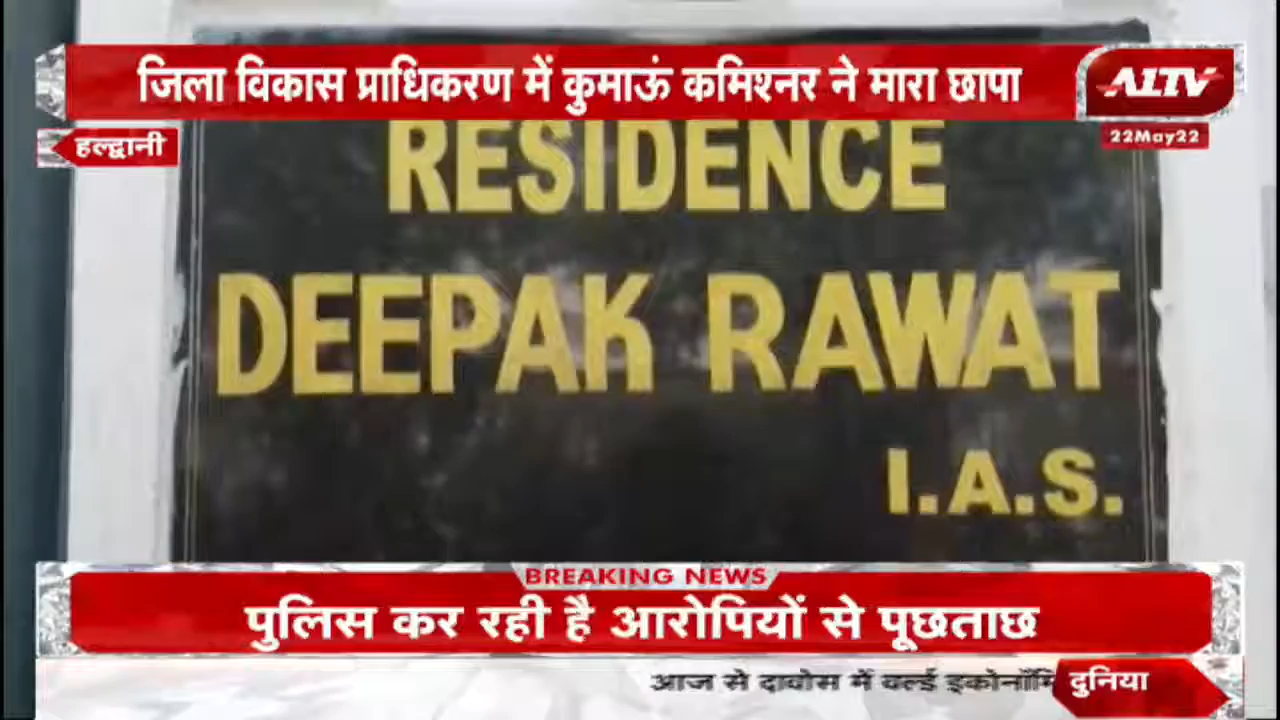 जिला विकास प्राधिकरण में कुमाऊं कमिश्नर ने मारा छापा
ALTV
हल्द्वानी
22May22
RESIDENCE
DEEPAK RAWAT
I.A.S.
BREAKING NEWS
पुलिस कर रही है आरोपियों से पूछताछ
आज से दावोस में वर्ल्ड इकोनॉमि
दुनिया